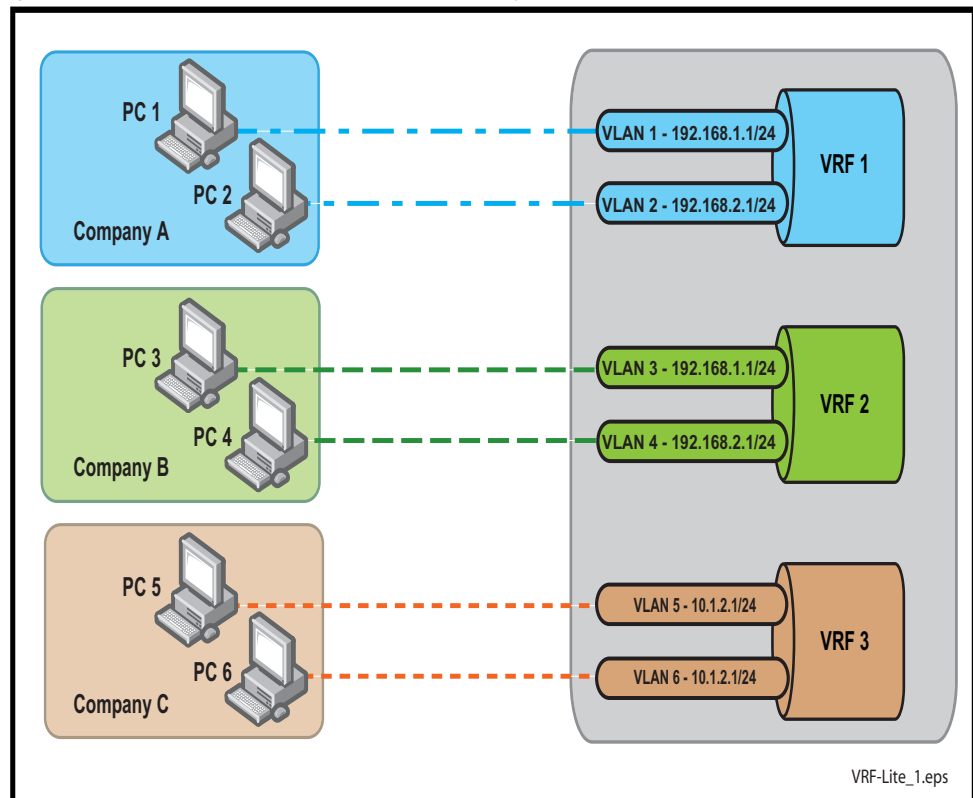 PC 1
PC 2
Company A
VLAN 1 - 192.168.1.1/24
VLAN 2 - 192.168.2.1/24
VRF 1
PC 3
PC 4
Company B
VLAN 3 - 192.168.1.1/24
VLAN 4 - 192.168.2.1/24
VRF 2
PC 5
PC 6
Company C
VLAN 5 - 10.1.2.1/24
VLAN 6 - 10.1.2.1/24
VRF 3
VRF-Lite_1.eps